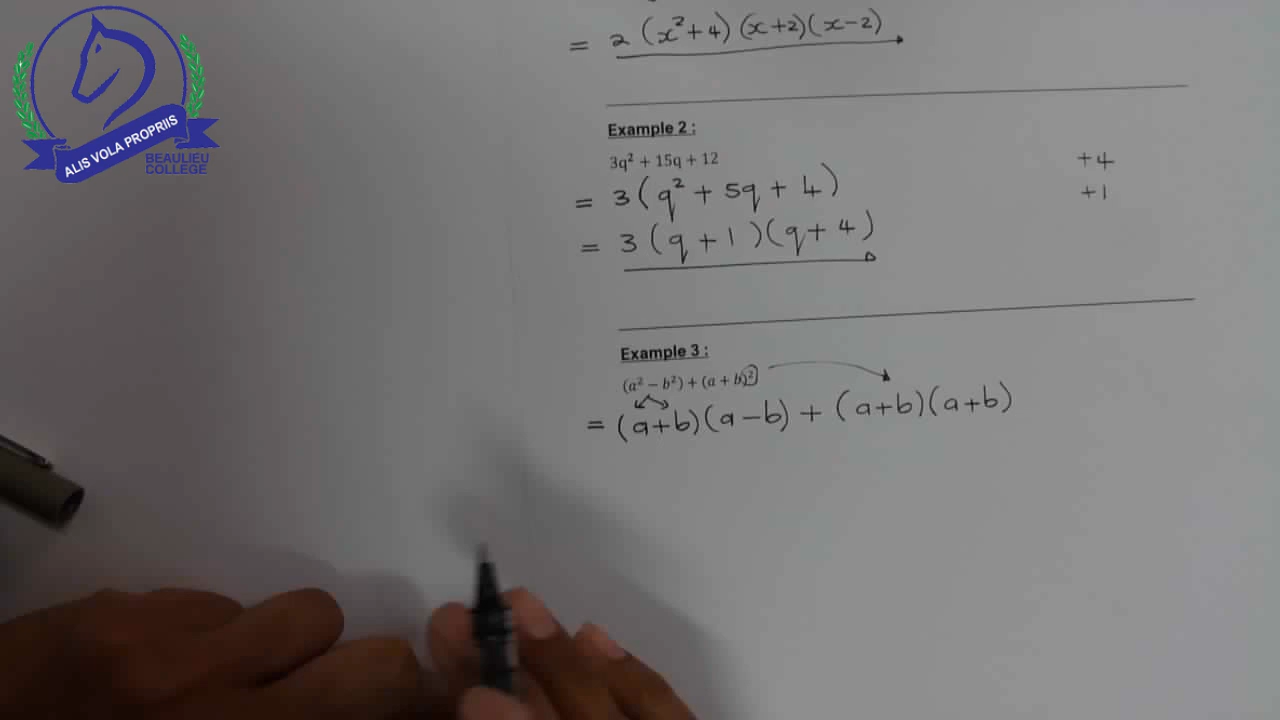 ALIS VOLA PROPRIIS
BEAULIEU
COLLEGE
= 2 (x² + 4) (x+2)(x−2)
Example 2 :
3q² + 15q + 12
+4
= 3 (q² + 5q + 4)
+1
= 3 (q + 1)(q + 4)
Example 3 :
(a² − b²) + (a + b)²
= (a+b)(a−b) + (a+b)(a+b)